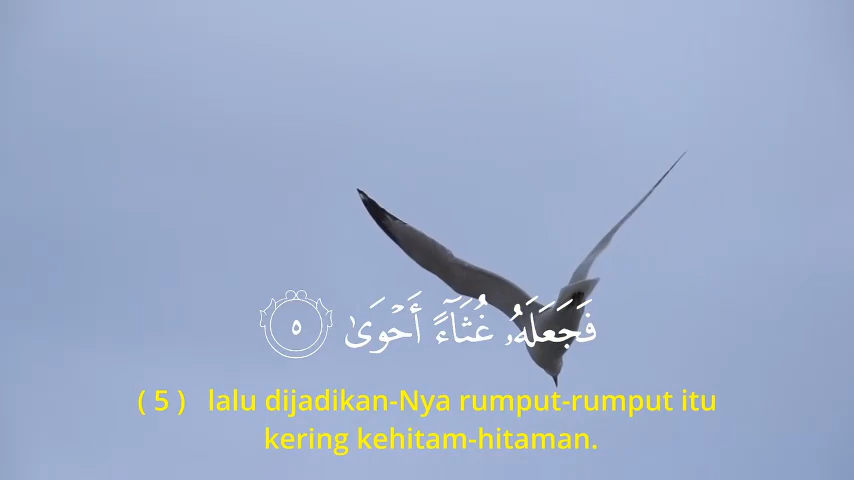 فَجَعَلَهُۥ غُثَآءً أَحْوَىٰ ٥
( 5 ) lalu dijadikan-Nya rumput-rumput itu
kering kehitam-hitaman.